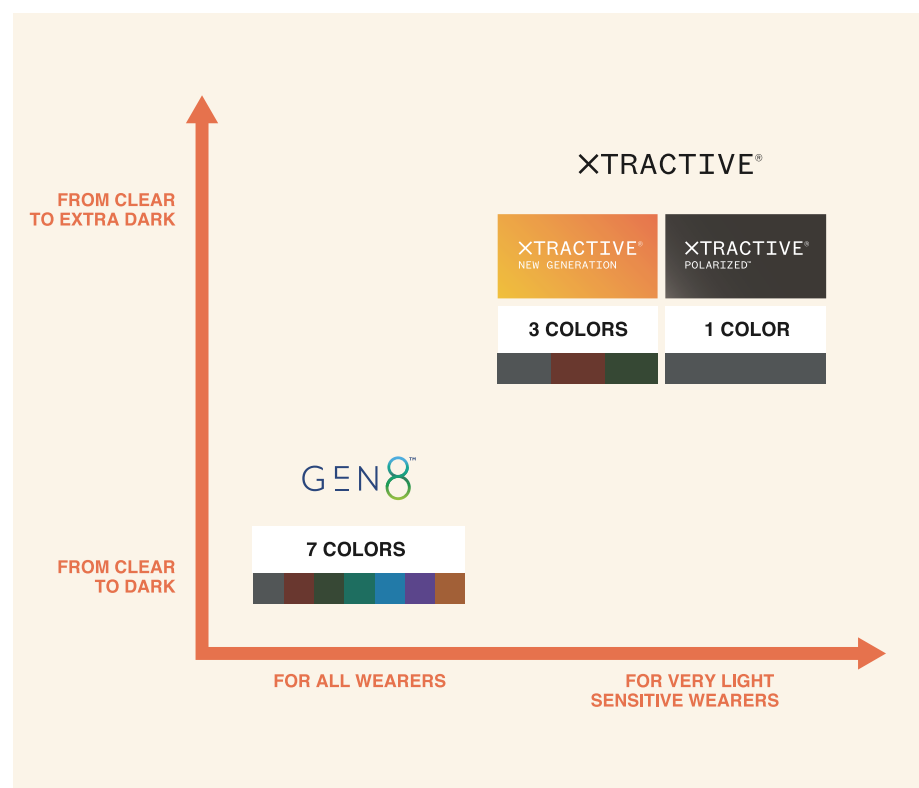 XTRACTIVE®
FROM CLEAR
TO EXTRA DARK
XTRACTIVE®
NEW GENERATION
XTRACTIVE®
POLARIZED™
3 COLORS
1 COLOR
GEN8™
7 COLORS
FROM CLEAR
TO DARK
FOR ALL WEARERS
FOR VERY LIGHT
SENSITIVE WEARERS